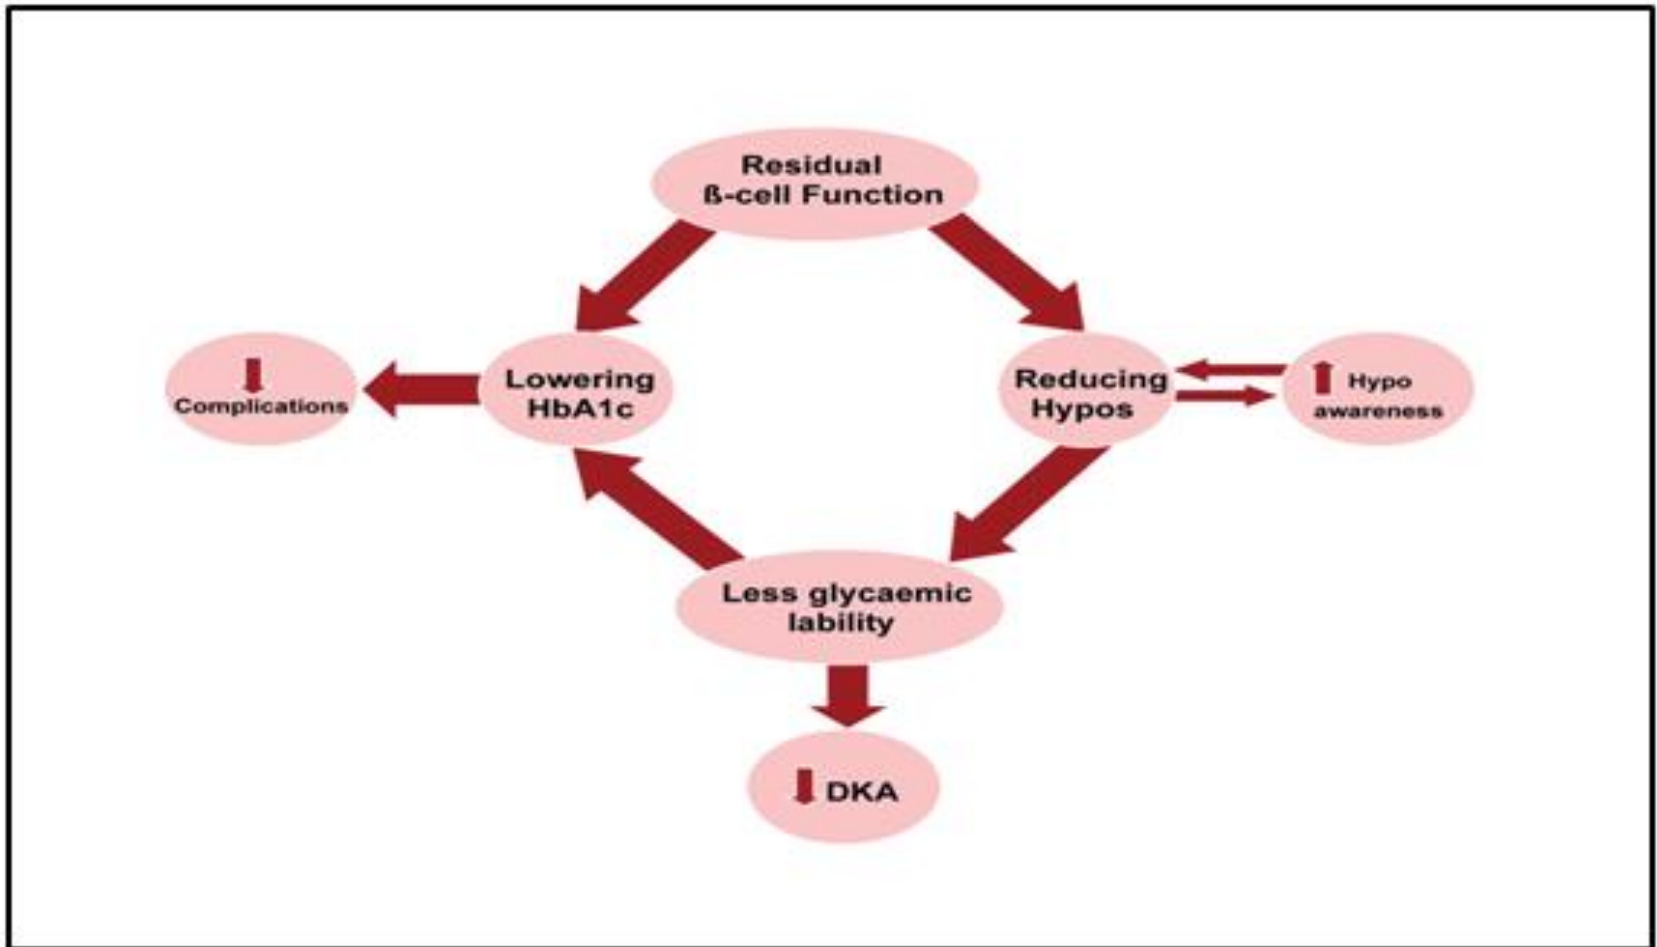 Residual
ß-cell Function
Complications
Lowering
HbA1c
Reducing
Hypos
Hypo
awareness
Less glycaemic
lability
DKA